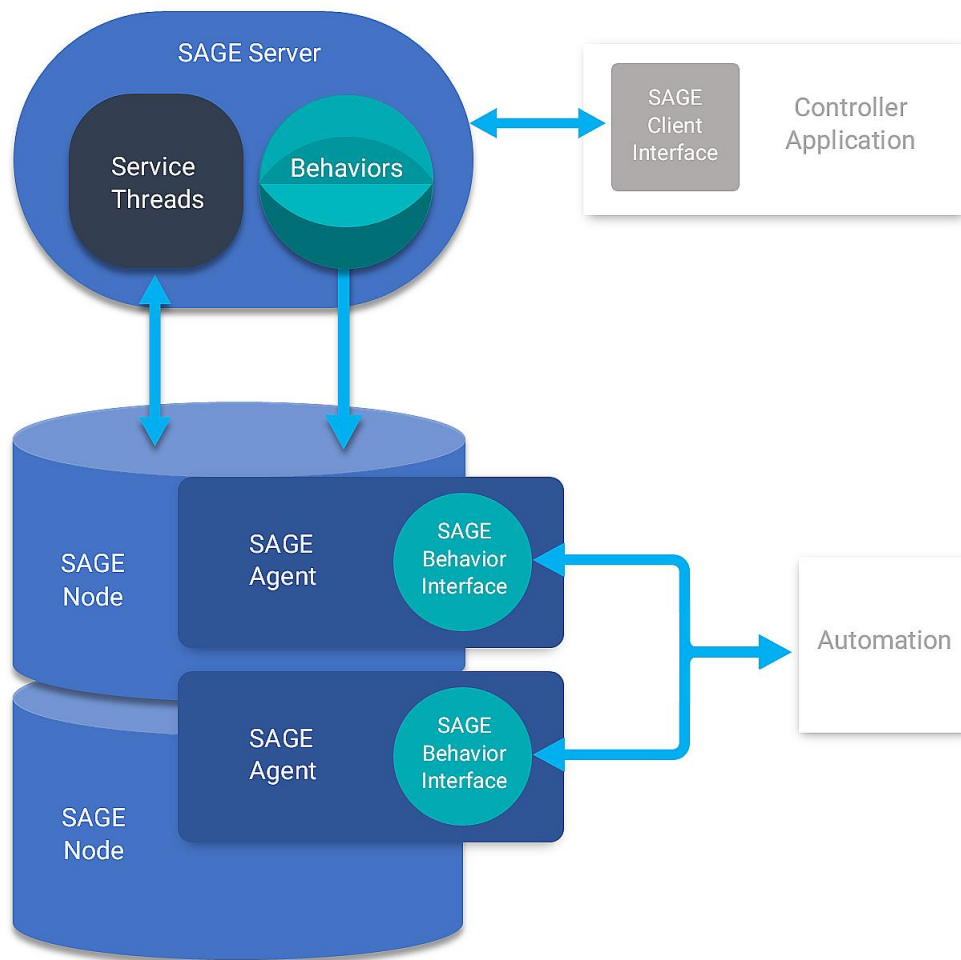 SAGE Server
Service
Threads
Behaviors
SAGE
Client
Interface
Controller
Application
SAGE
Node
SAGE
Agent
SAGE
Behavior
Interface
Automation
SAGE
Node
SAGE
Agent
SAGE
Behavior
Interface